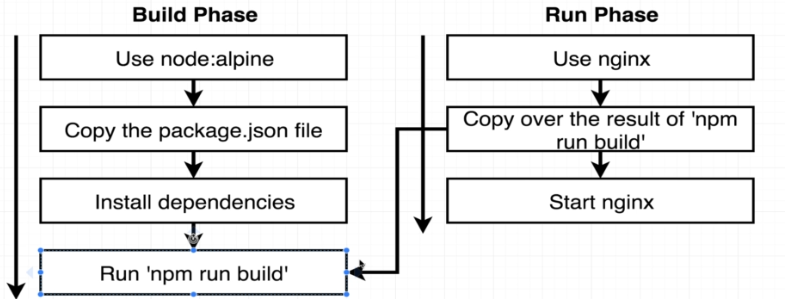 Build Phase
Use node:alpine
Copy the package.json file
Install dependencies
Run 'npm run build'
Run Phase
Use nginx
Copy over the result of 'npm
run build'
Start nginx